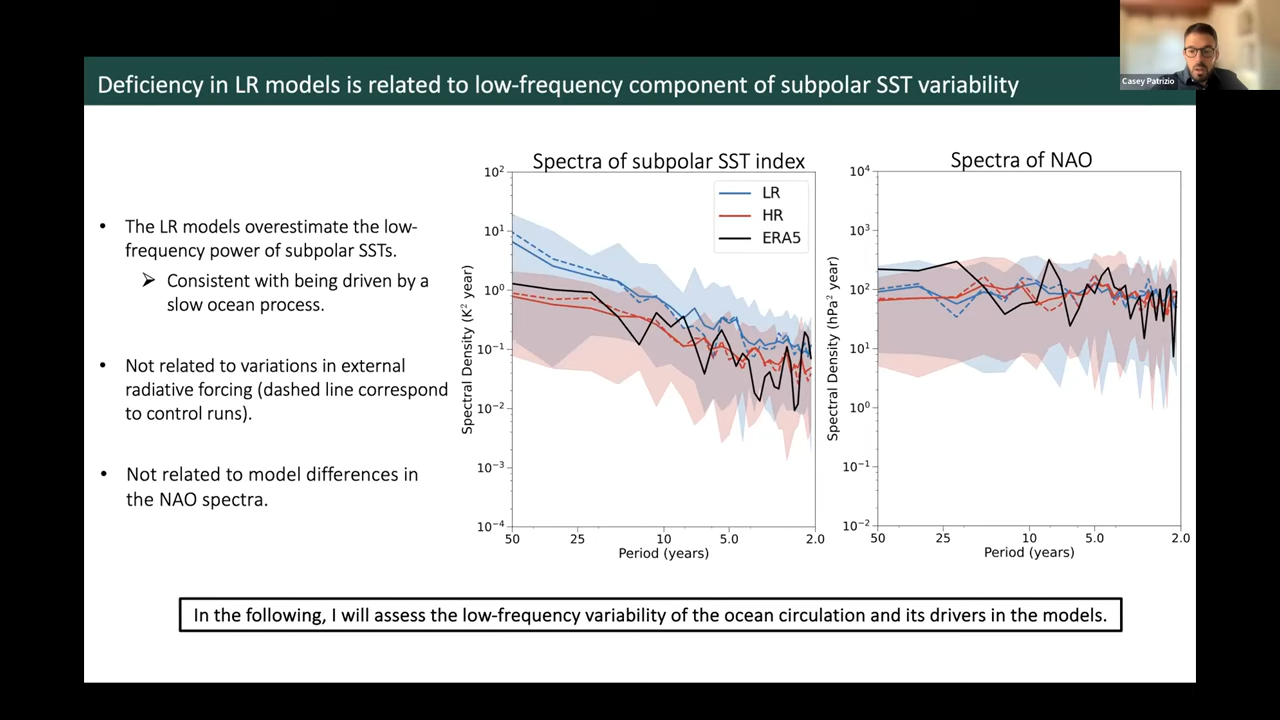 Casey Patrizio
Deficiency in LR models is related to low-frequency component of subpolar SST variability
• The LR models overestimate the low-
frequency power of subpolar SSTs.
➢ Consistent with being driven by a
slow ocean process.
• Not related to variations in external
radiative forcing (dashed line correspond
to control runs).
• Not related to model differences in
the NAO spectra.
Spectra of subpolar SST index
LR
HR
ERA5
Spectral Density (K² year)
10²
10¹
10⁰
10⁻¹
10⁻²
10⁻³
10⁻⁴
50 25 10 5.0 2.0
Period (years)
Spectra of NAO
Spectral Density (hPa² year)
10⁴
10³
10²
10¹
10⁰
10⁻¹
10⁻²
50 25 10 5.0 2.0
Period (years)
In the following, I will assess the low-frequency variability of the ocean circulation and its drivers in the models.